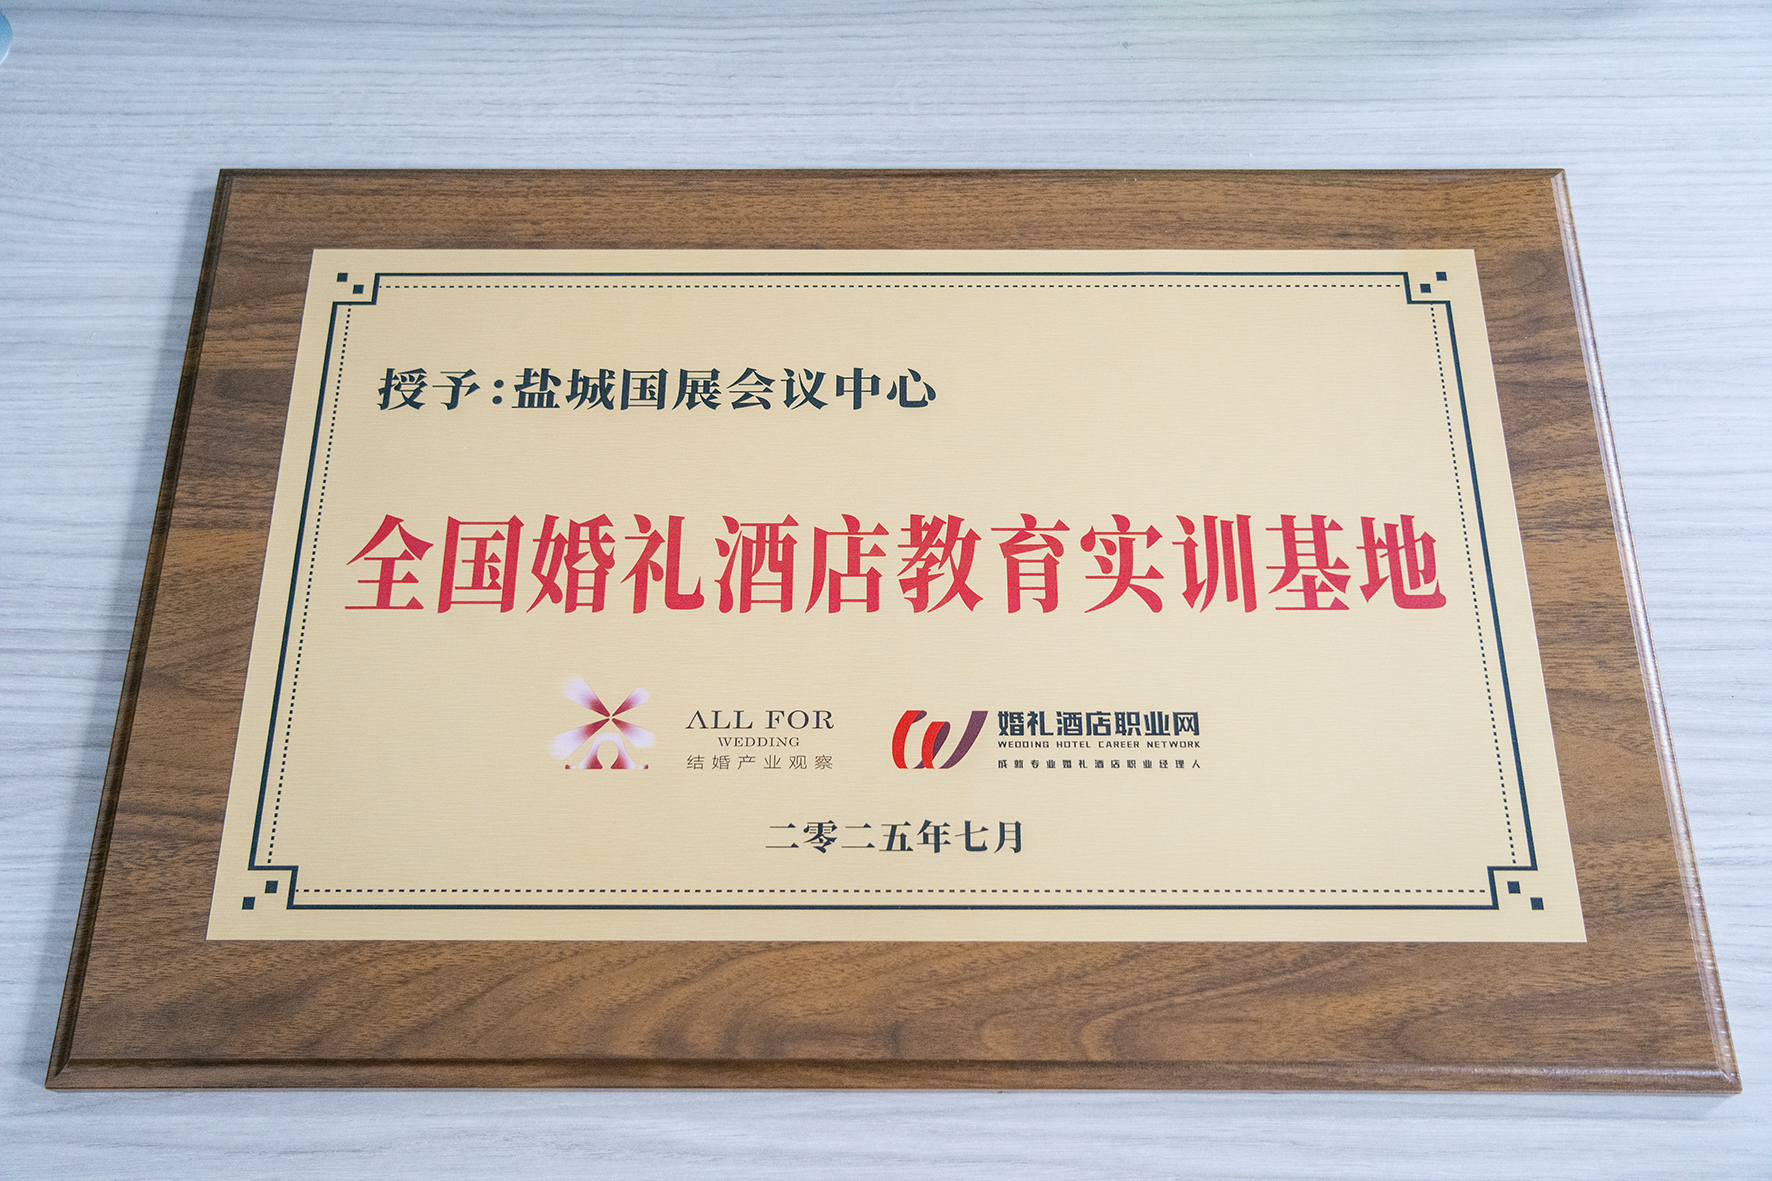 授予:盐城国展会议中心
全国婚礼酒店教育实训基地
ALL FOR
WEDDING
结婚产业观察
婚礼酒店职业网
WEDDING HOTEL CAREER NETWORK
成就专业婚礼酒店职业经理人
二零二五年七月